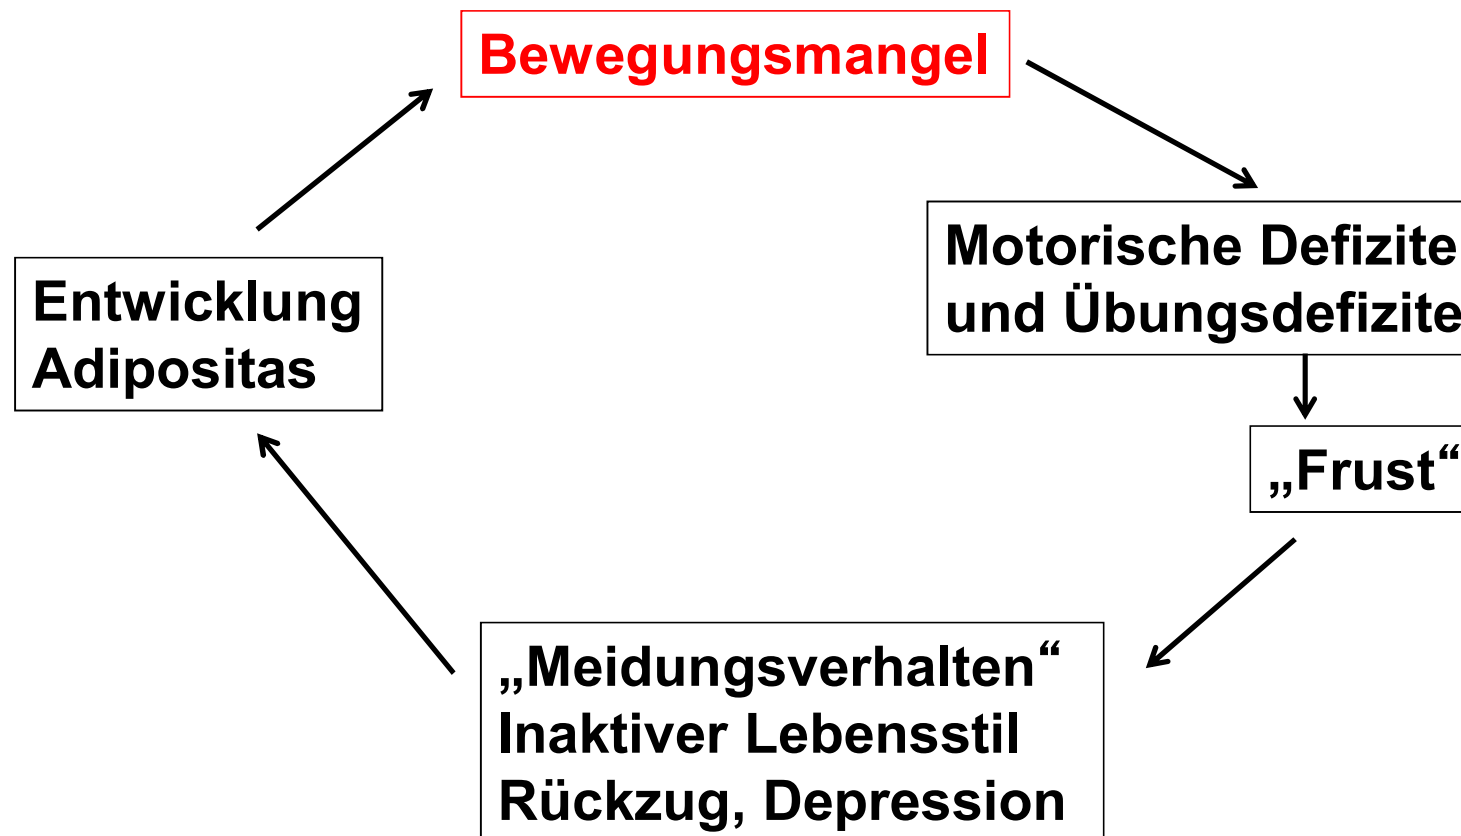 Bewegungsmangel
Motorische Defizite
und Übungsdefizite
„Frust“
„Meidungsverhalten“
Inaktiver Lebensstil
Rückzug, Depression
Entwicklung
Adipositas